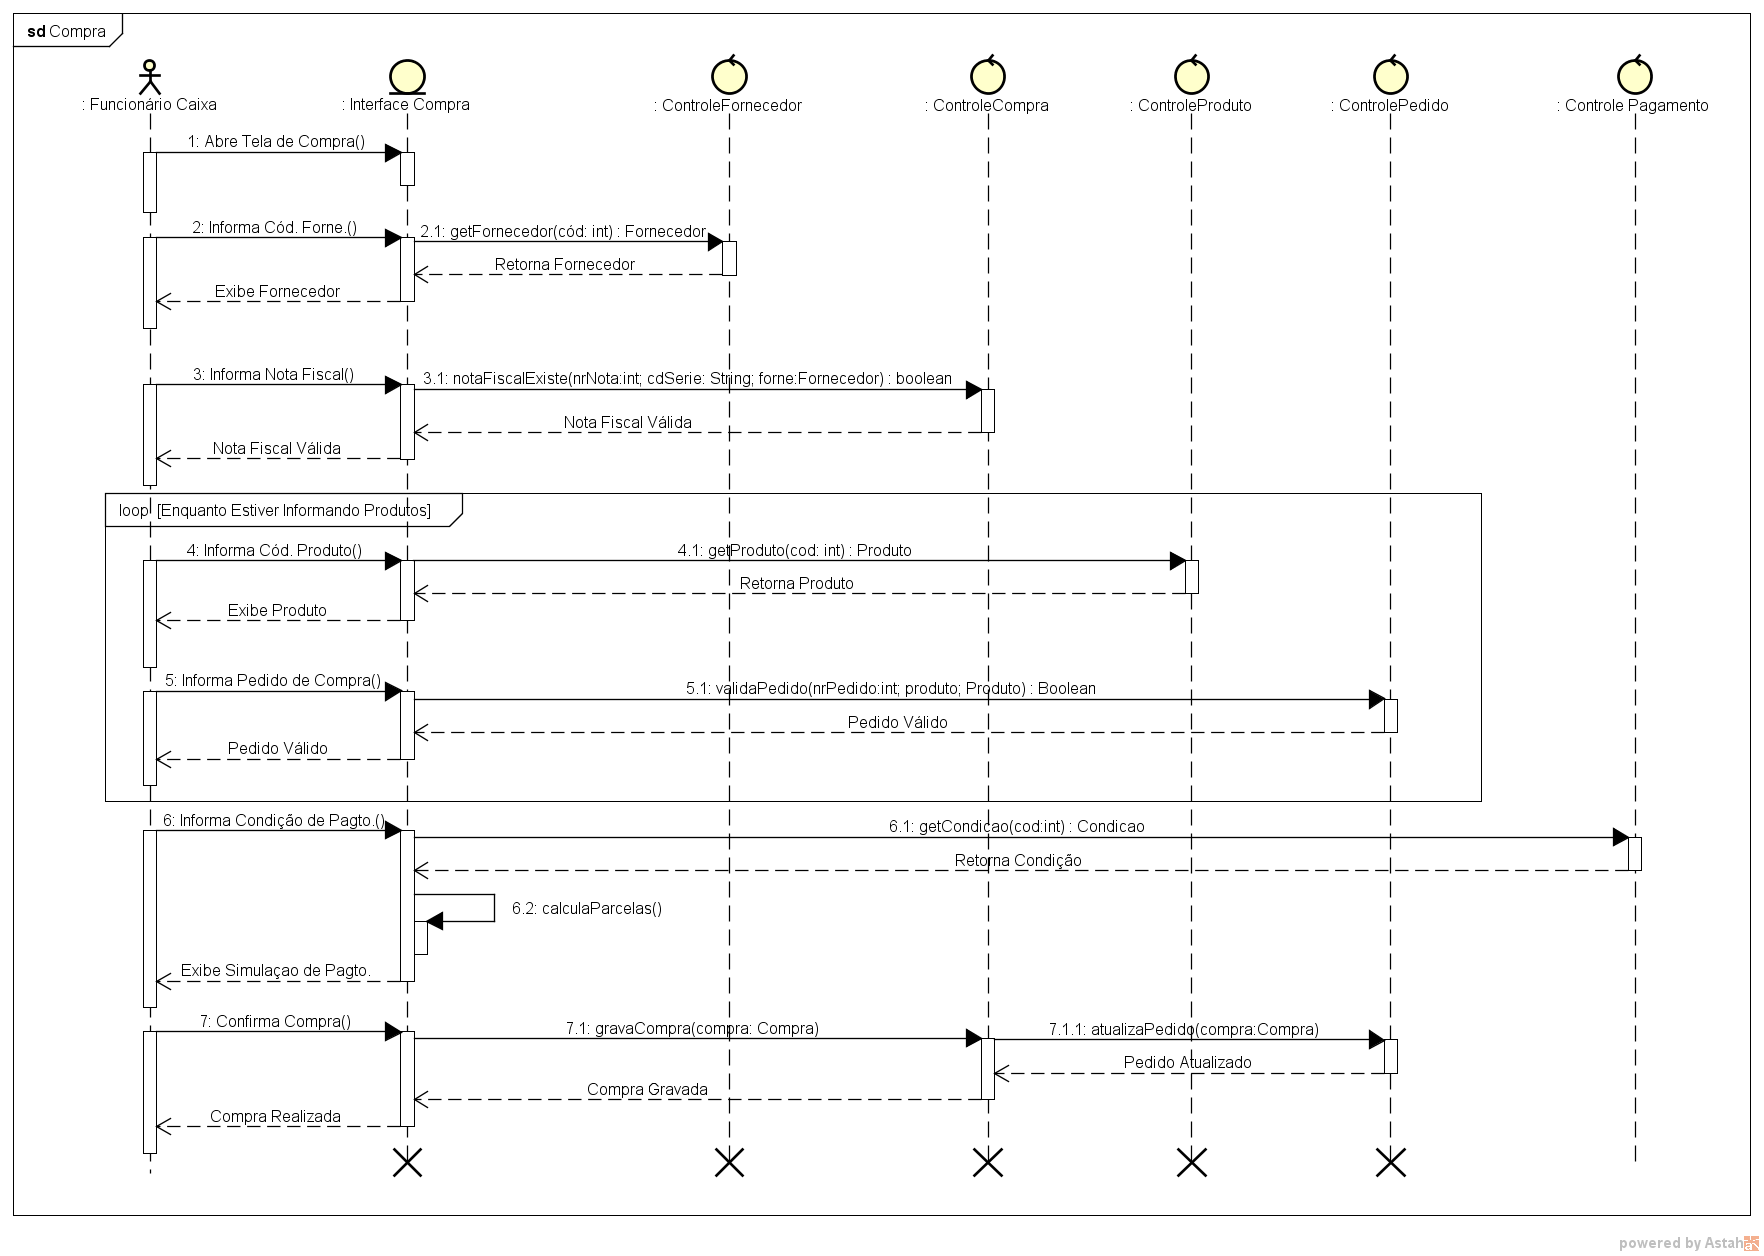 sd Compra
: Funcionário Caixa
: Interface Compra
: ControleFornecedor
: ControleCompra
: ControleProduto
: ControlePedido
: Controle Pagamento
1: Abre Tela de Compra()
2: Informa Cód. Forne.()
2.1: getFornecedor(cód: int) : Fornecedor
Retorna Fornecedor
Exibe Fornecedor
3: Informa Nota Fiscal()
3.1: notaFiscalExiste(nrNota:int; cdSerie: String; forne:Fornecedor) : boolean
Nota Fiscal Válida
Nota Fiscal Válida
loop [Enquanto Estiver Informando Produtos]
4: Informa Cód. Produto()
4.1: getProduto(cod: int) : Produto
Retorna Produto
Exibe Produto
5: Informa Pedido de Compra()
5.1: validaPedido(nrPedido:int; produto; Produto) : Boolean
Pedido Válido
Pedido Válido
6: Informa Condição de Pagto.()
6.1: getCondicao(cod:int) : Condicao
Retorna Condição
6.2: calculaParcelas()
Exibe Simulaçao de Pagto.
7: Confirma Compra()
7.1: gravaCompra(compra: Compra)
7.1.1: atualizaPedido(compra:Compra)
Pedido Atualizado
Compra Gravada
Compra Realizada
powered by Astah